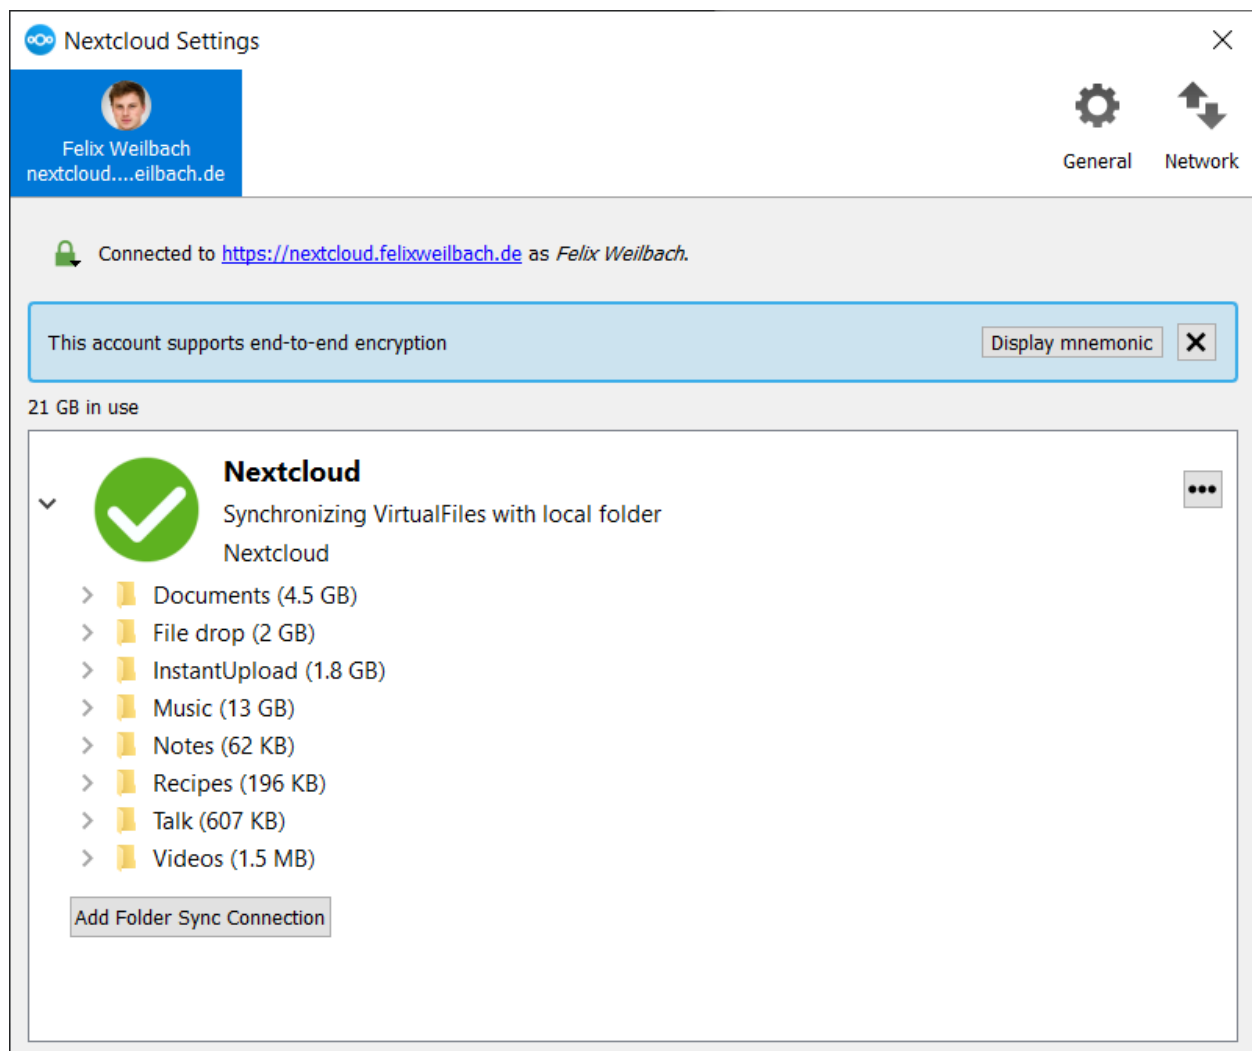 Nextcloud Settings
Felix Weilbach
nextcloud....eilbach.de
General
Network
Connected to https://nextcloud.felixweilbach.de as Felix Weilbach.
This account supports end-to-end encryption
Display mnemonic
21 GB in use
Nextcloud
Synchronizing VirtualFiles with local folder
Nextcloud
Documents (4.5 GB)
File drop (2 GB)
InstantUpload (1.8 GB)
Music (13 GB)
Notes (62 KB)
Recipes (196 KB)
Talk (607 KB)
Videos (1.5 MB)
Add Folder Sync Connection